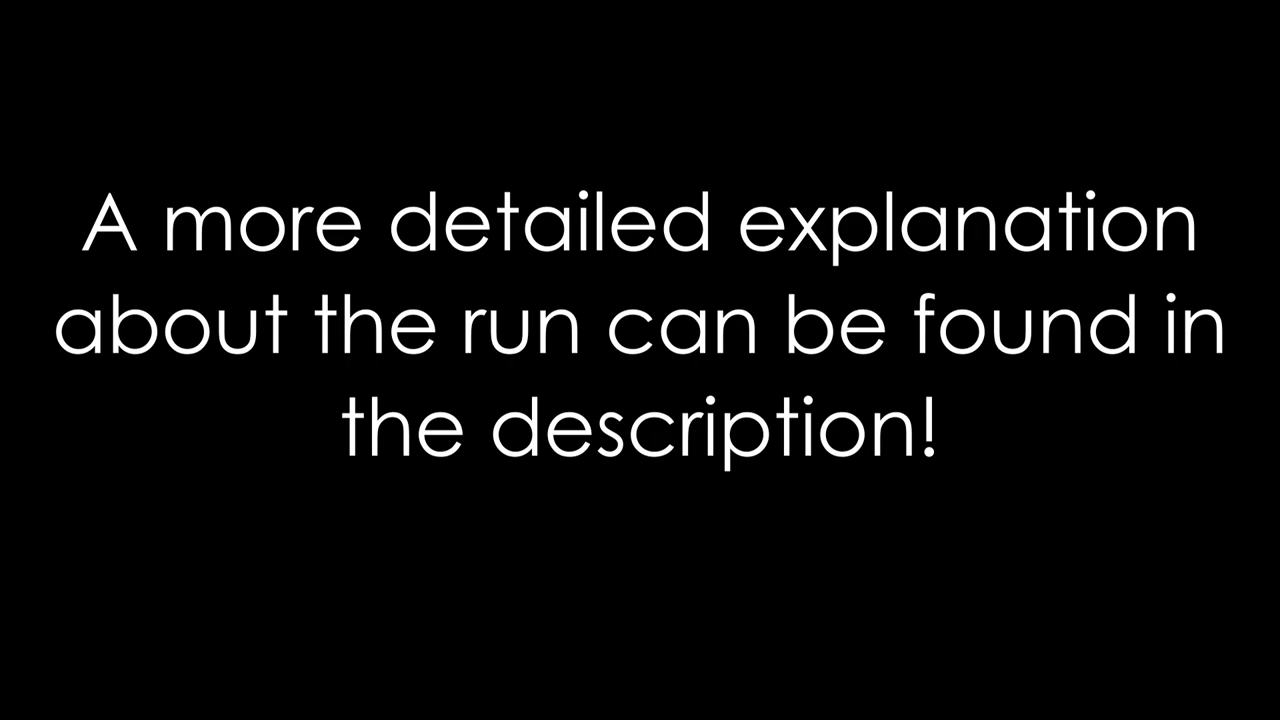 A more detailed explanation
about the run can be found in
the description!